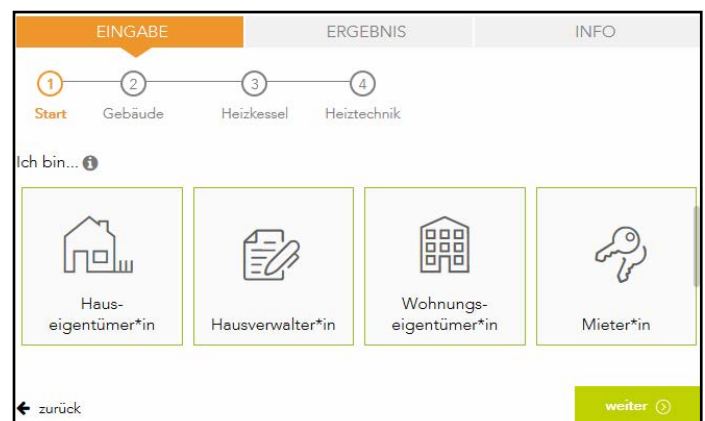 EINGABE
ERGEBNIS
INFO
1
2
3
4
Start
Gebäude
Heizkessel
Heiztechnik
Ich bin... i
Haus-
eigentümer*in
Hausverwalter*in
Wohnungs-
eigentümer*in
Mieter*in
zurück
weiter